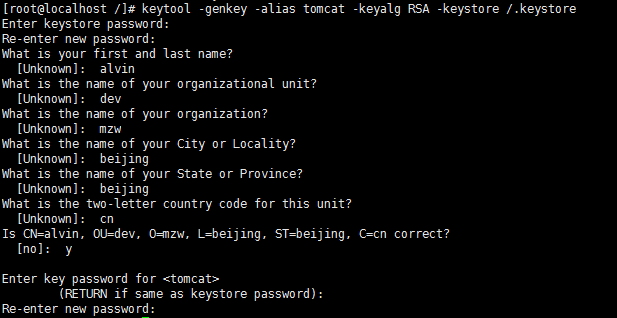 [root@localhost /]# keytool -genkey -alias tomcat -keyalg RSA -keystore /.keystore
Enter keystore password:
Re-enter new password:
What is your first and last name?
  [Unknown]:  alvin
What is the name of your organizational unit?
  [Unknown]:  dev
What is the name of your organization?
  [Unknown]:  mzw
What is the name of your City or Locality?
  [Unknown]:  beijing
What is the name of your State or Province?
  [Unknown]:  beijing
What is the two-letter country code for this unit?
  [Unknown]:  cn
Is CN=alvin, OU=dev, O=mzw, L=beijing, ST=beijing, C=cn correct?
  [no]:  y

Enter key password for <tomcat>
        (RETURN if same as keystore password):
Re-enter new password: